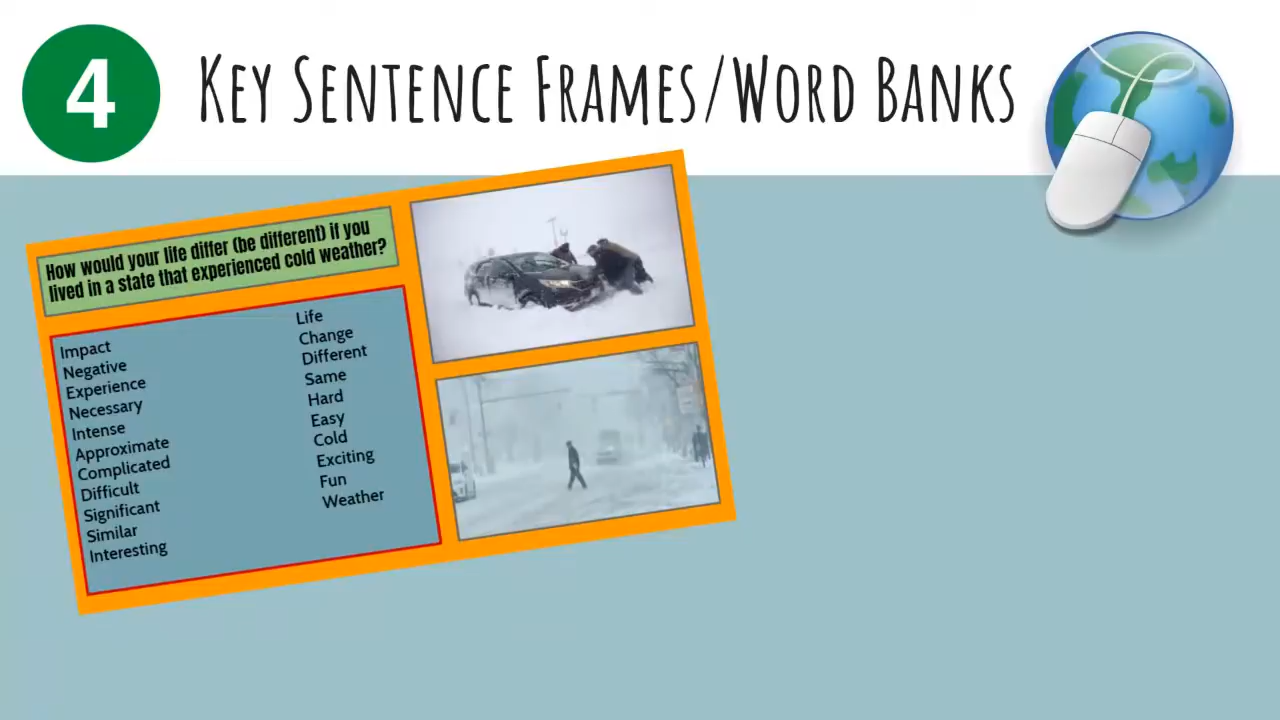 4
Key Sentence Frames/Word Banks
How would your life differ (be different) if you
lived in a state that experienced cold weather?
Impact
Negative
Experience
Necessary
Intense
Approximate
Complicated
Difficult
Significant
Similar
Interesting
Life
Change
Different
Same
Hard
Easy
Cold
Exciting
Fun
Weather